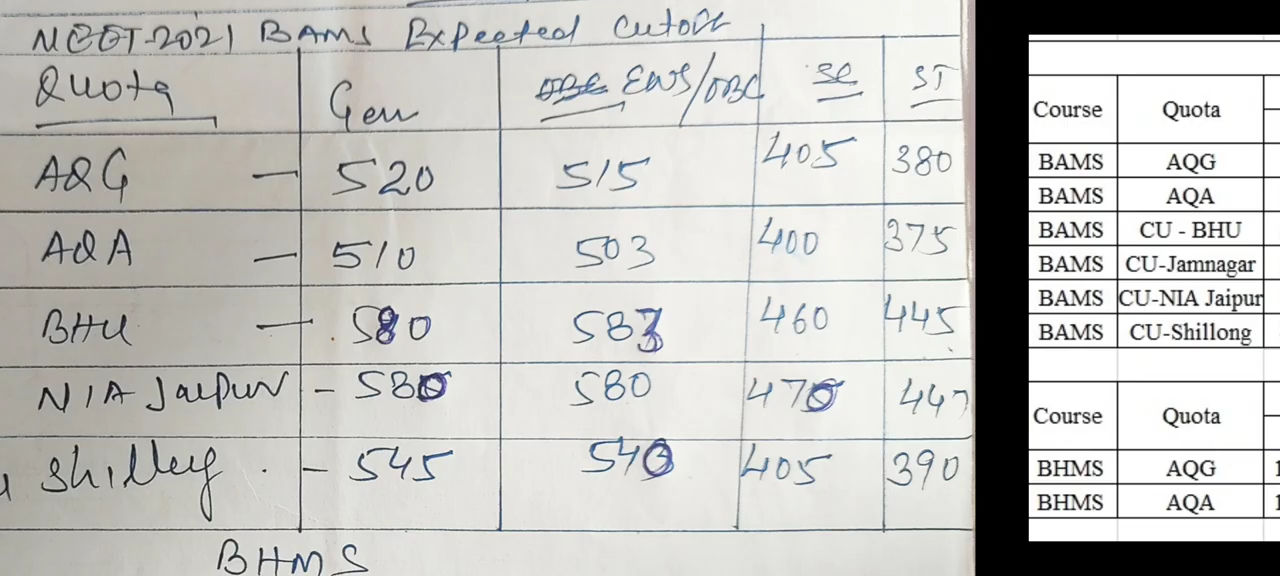 NEET-2021 BAMS Expected Cutoff
Quota Gen EWS/OBC SC ST
AQG - 520 515 405 380
AQA - 510 503 400 375
BHU - 580 583 460 445
NIA Jaipur - 580 580 470 447
Shilley - 545 540 405 390
BHMS
Course Quota
BAMS AQG
BAMS AQA
BAMS CU - BHU
BAMS CU-Jamnagar
BAMS CU-NIA Jaipur
BAMS CU-Shillong
Course Quota
BHMS AQG 1
BHMS AQA 1